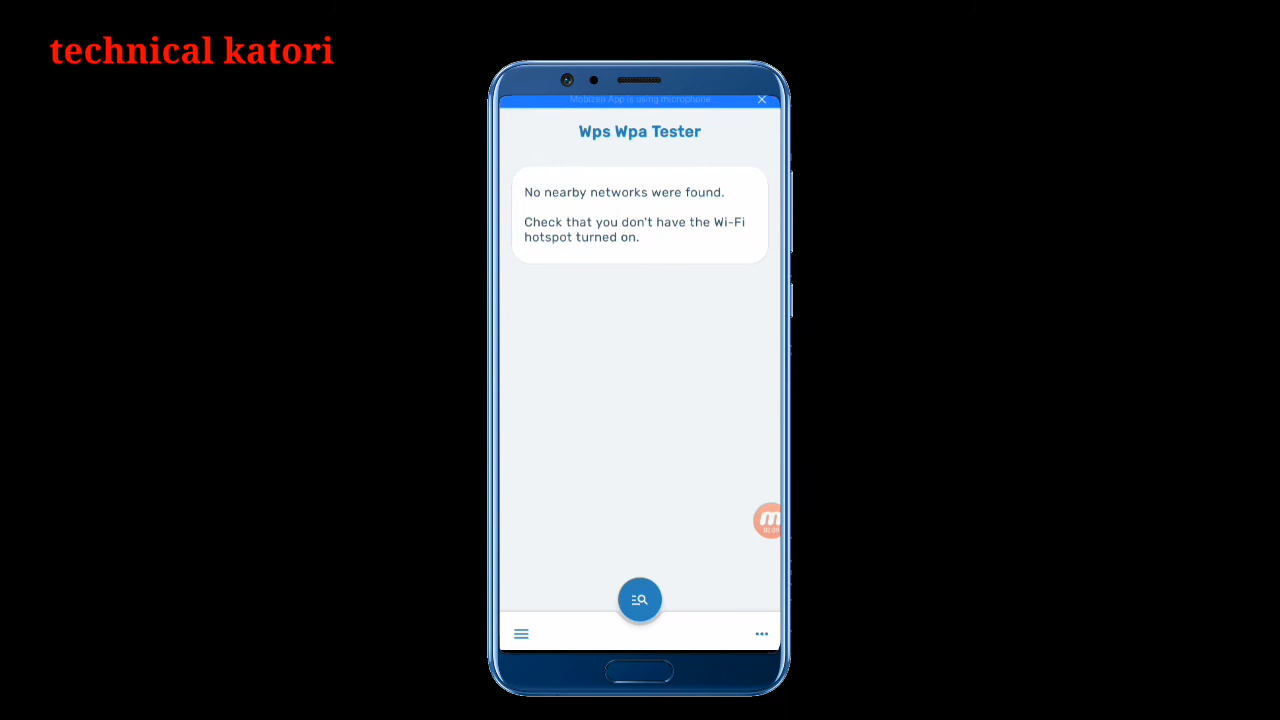 technical katori
Mobizen App is using microphone
Wps Wpa Tester
No nearby networks were found.
Check that you don't have the Wi-Fi
hotspot turned on.